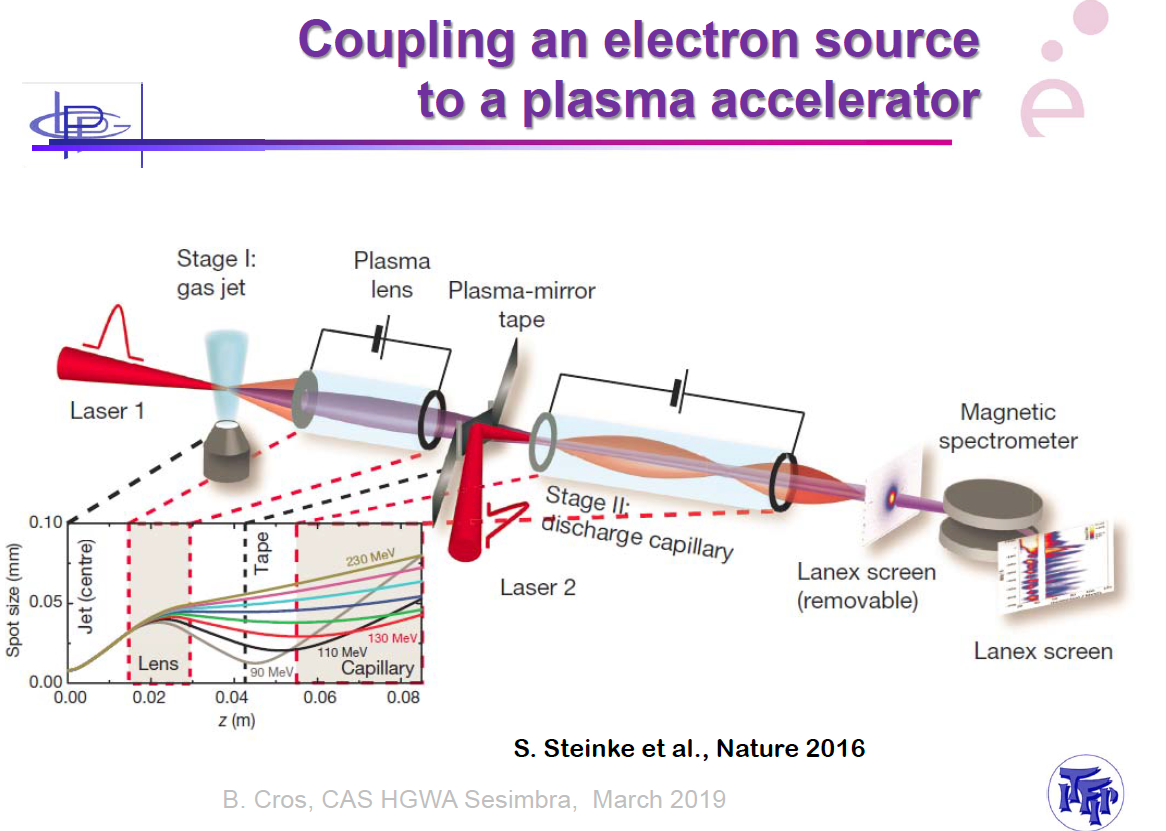 Coupling an electron source
to a plasma accelerator
LPGP
Stage I:
gas jet
Plasma
lens
Plasma-mirror
tape
Laser 1
Magnetic
spectrometer
Stage II:
discharge capillary
Laser 2
Lanex screen
(removable)
Lanex screen
Spot size (mm)
0.10
0.05
0.00
Jet (centre)
Lens
Tape
Capillary
230 MeV
130 MeV
110 MeV
90 MeV
0.00 0.02 0.04 0.06 0.08
z (m)
S. Steinke et al., Nature 2016
B. Cros, CAS HGWA Sesimbra, March 2019